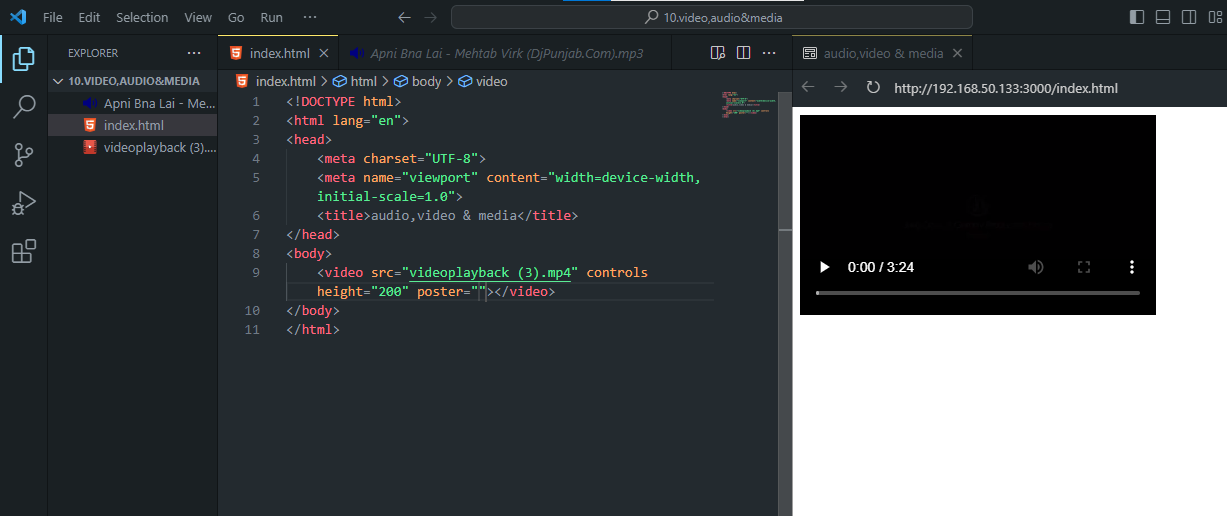 File Edit Selection View Go Run ···
10.video,audio&media
EXPLORER ···
10.VIDEO,AUDIO&MEDIA
Apni Bna Lai - Me...
index.html
videoplayback (3)....
index.html
Apni Bna Lai - Mehtab Virk (DjPunjab.Com).mp3
index.html > html > body > video
1 <!DOCTYPE html>
2 <html lang="en">
3 <head>
4 <meta charset="UTF-8">
5 <meta name="viewport" content="width=device-width,
initial-scale=1.0">
6 <title>audio,video & media</title>
7 </head>
8 <body>
9 <video src="videoplayback (3).mp4" controls
height="200" poster=""></video>
10 </body>
11 </html>
audio,video & media
http://192.168.50.133:3000/index.html
0:00 / 3:24